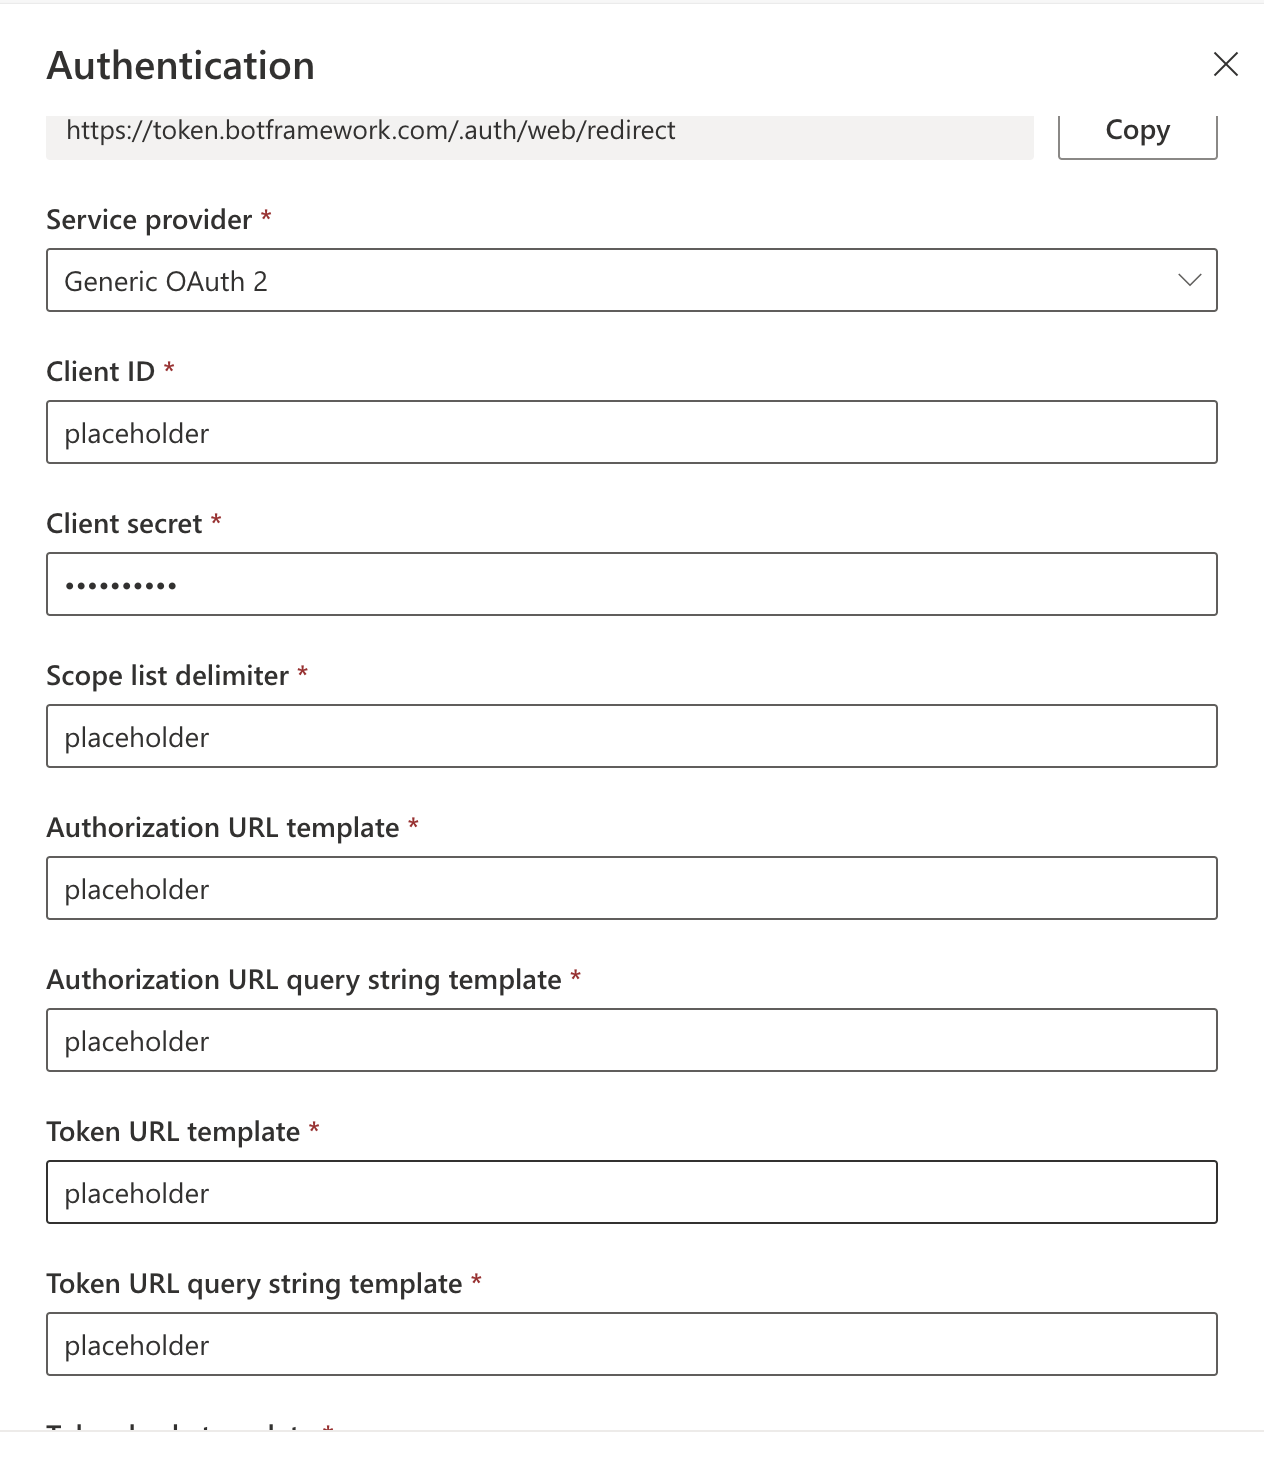 Authentication
https://token.botframework.com/.auth/web/redirect
Copy
Service provider *
Generic OAuth 2
Client ID *
placeholder
Client secret *
••••••••••
Scope list delimiter *
placeholder
Authorization URL template *
placeholder
Authorization URL query string template *
placeholder
Token URL template *
placeholder
Token URL query string template *
placeholder